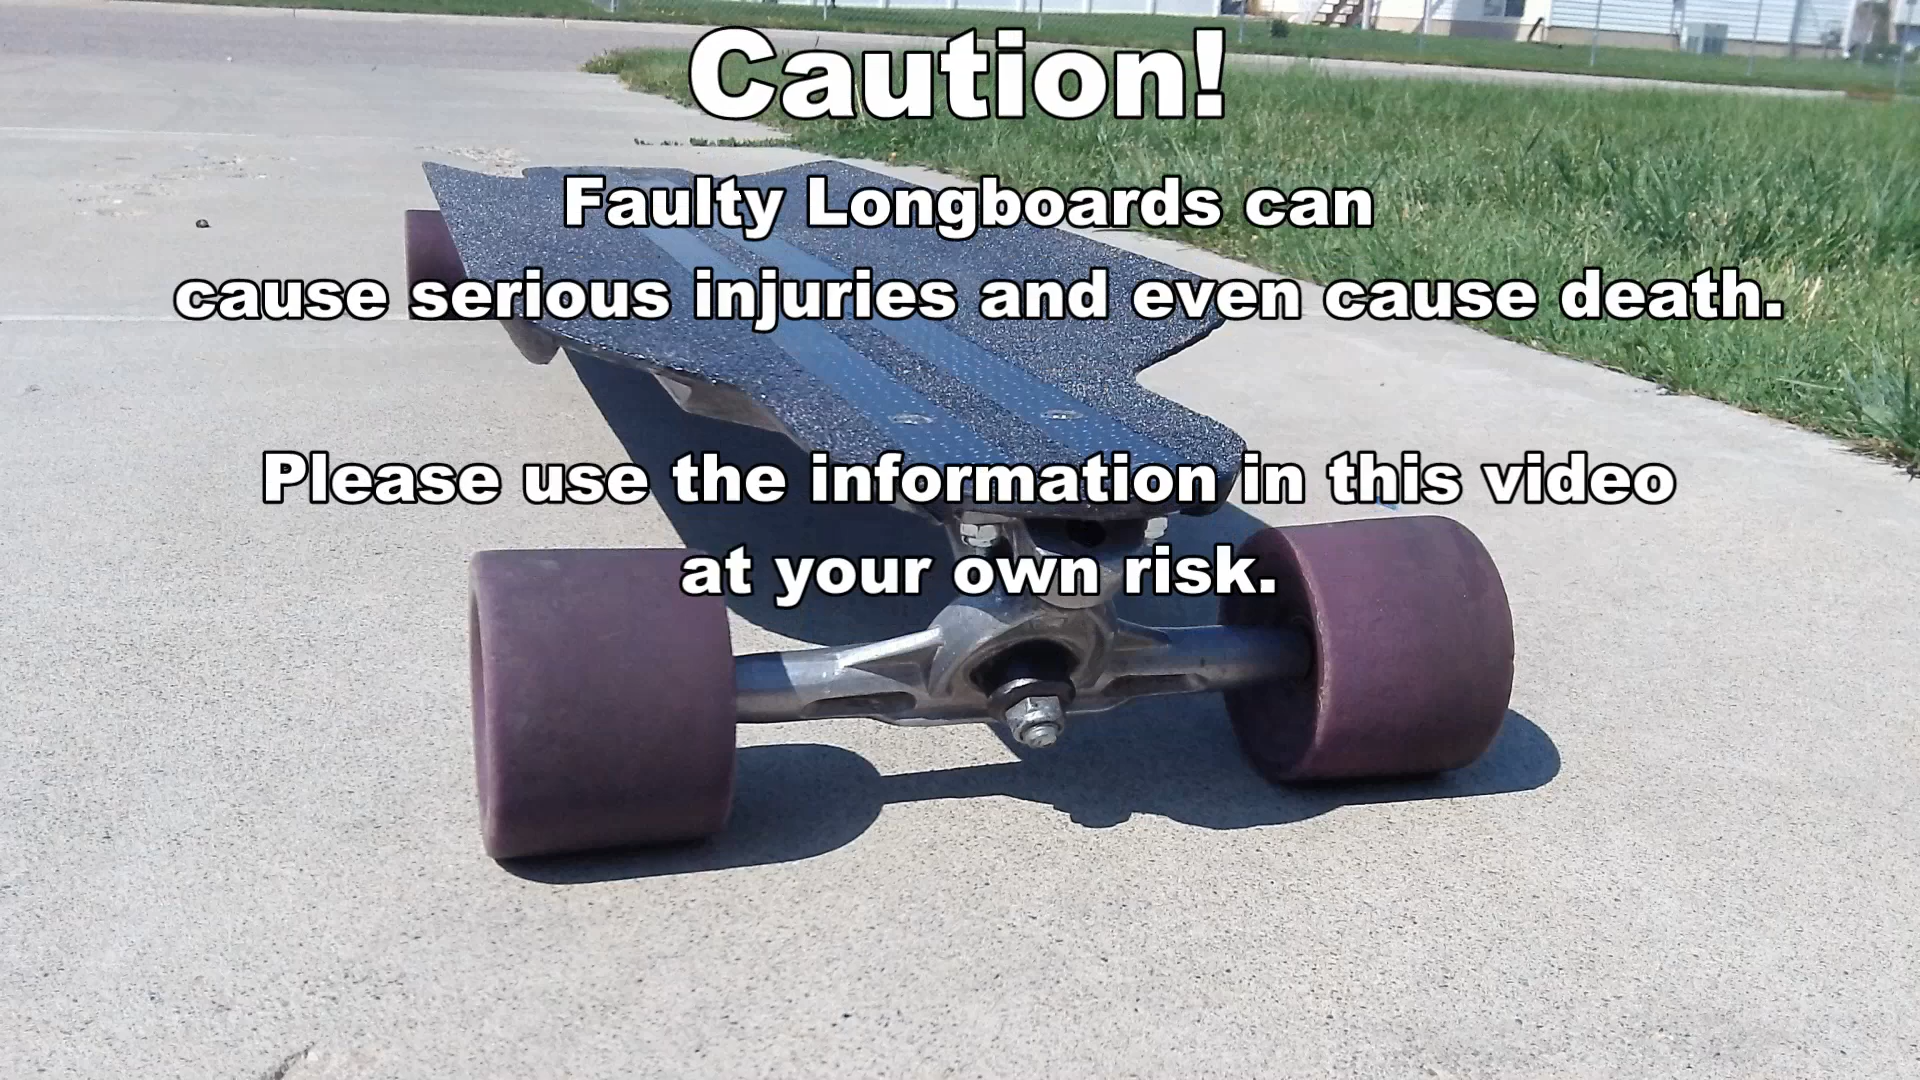 Caution!
Faulty Longboards can
cause serious injuries and even cause death.
Please use the information in this video
at your own risk.